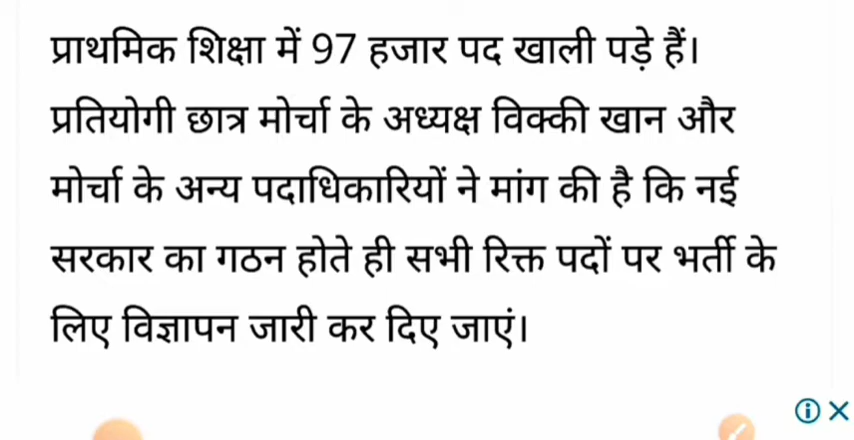 प्राथमिक शिक्षा में 97 हजार पद खाली पड़े हैं।
प्रतियोगी छात्र मोर्चा के अध्यक्ष विक्की खान और
मोर्चा के अन्य पदाधिकारियों ने मांग की है कि नई
सरकार का गठन होते ही सभी रिक्त पदों पर भर्ती के
लिए विज्ञापन जारी कर दिए जाएं।